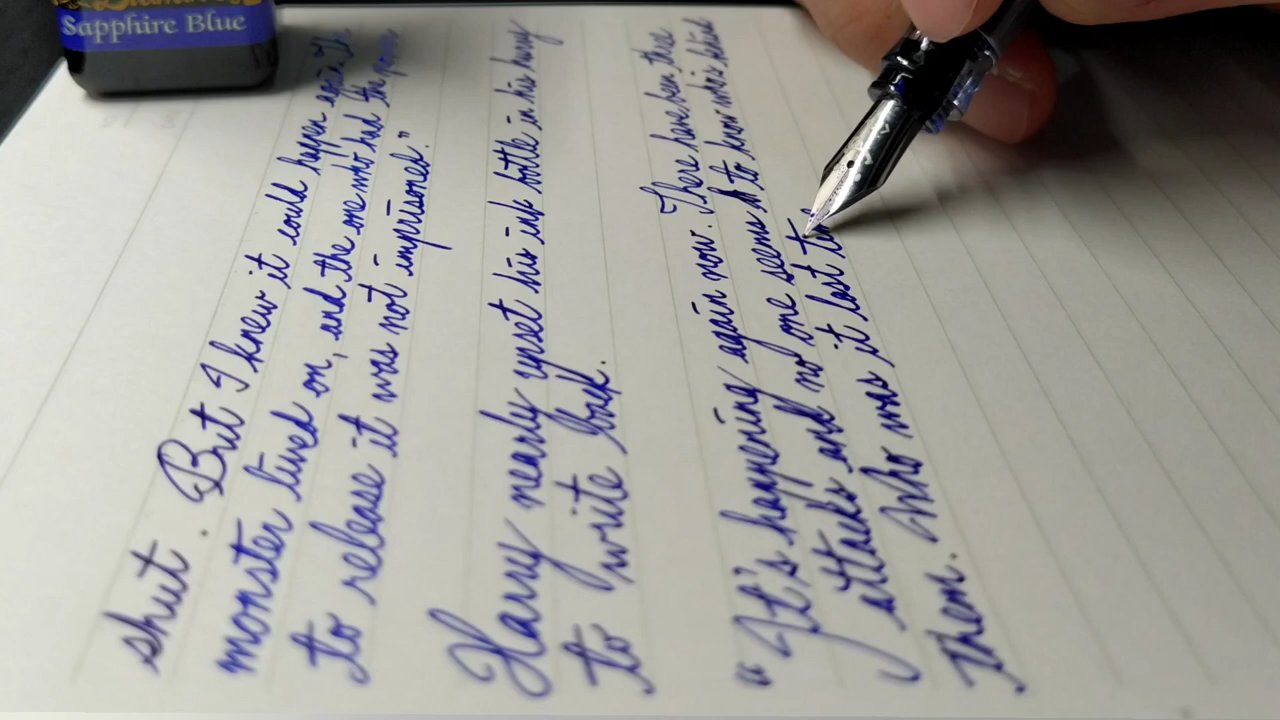 Diamine
Sapphire Blue
shut. But I knew it could happen again. The
monster lived on, and the one who had the power
to release it was not imprisoned."
Harry nearly upset his ink bottle in his hurry
to write back.
"It's happening again now. There have been three
attacks and no one seems to know who's behind
them. Who was it last tim